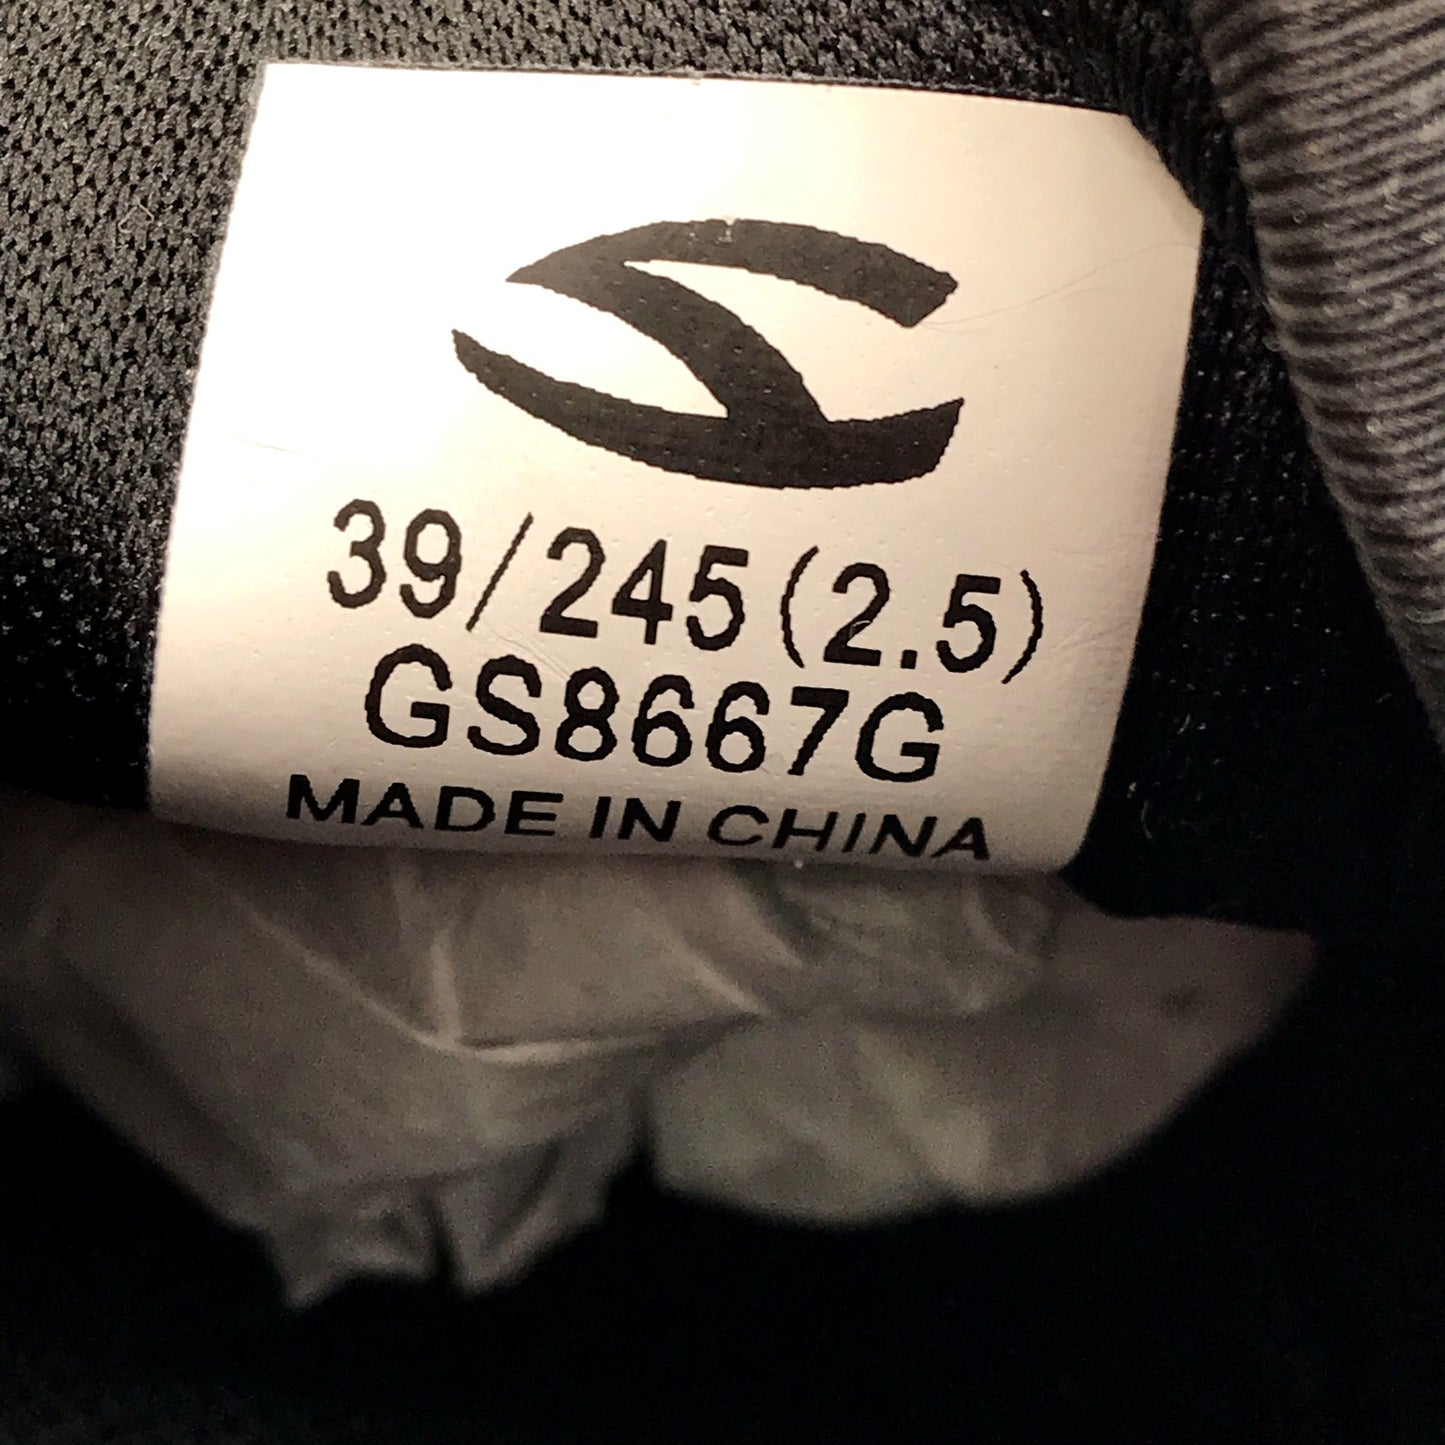 39/245(2.5)
GS8667G
MADE IN CHINA